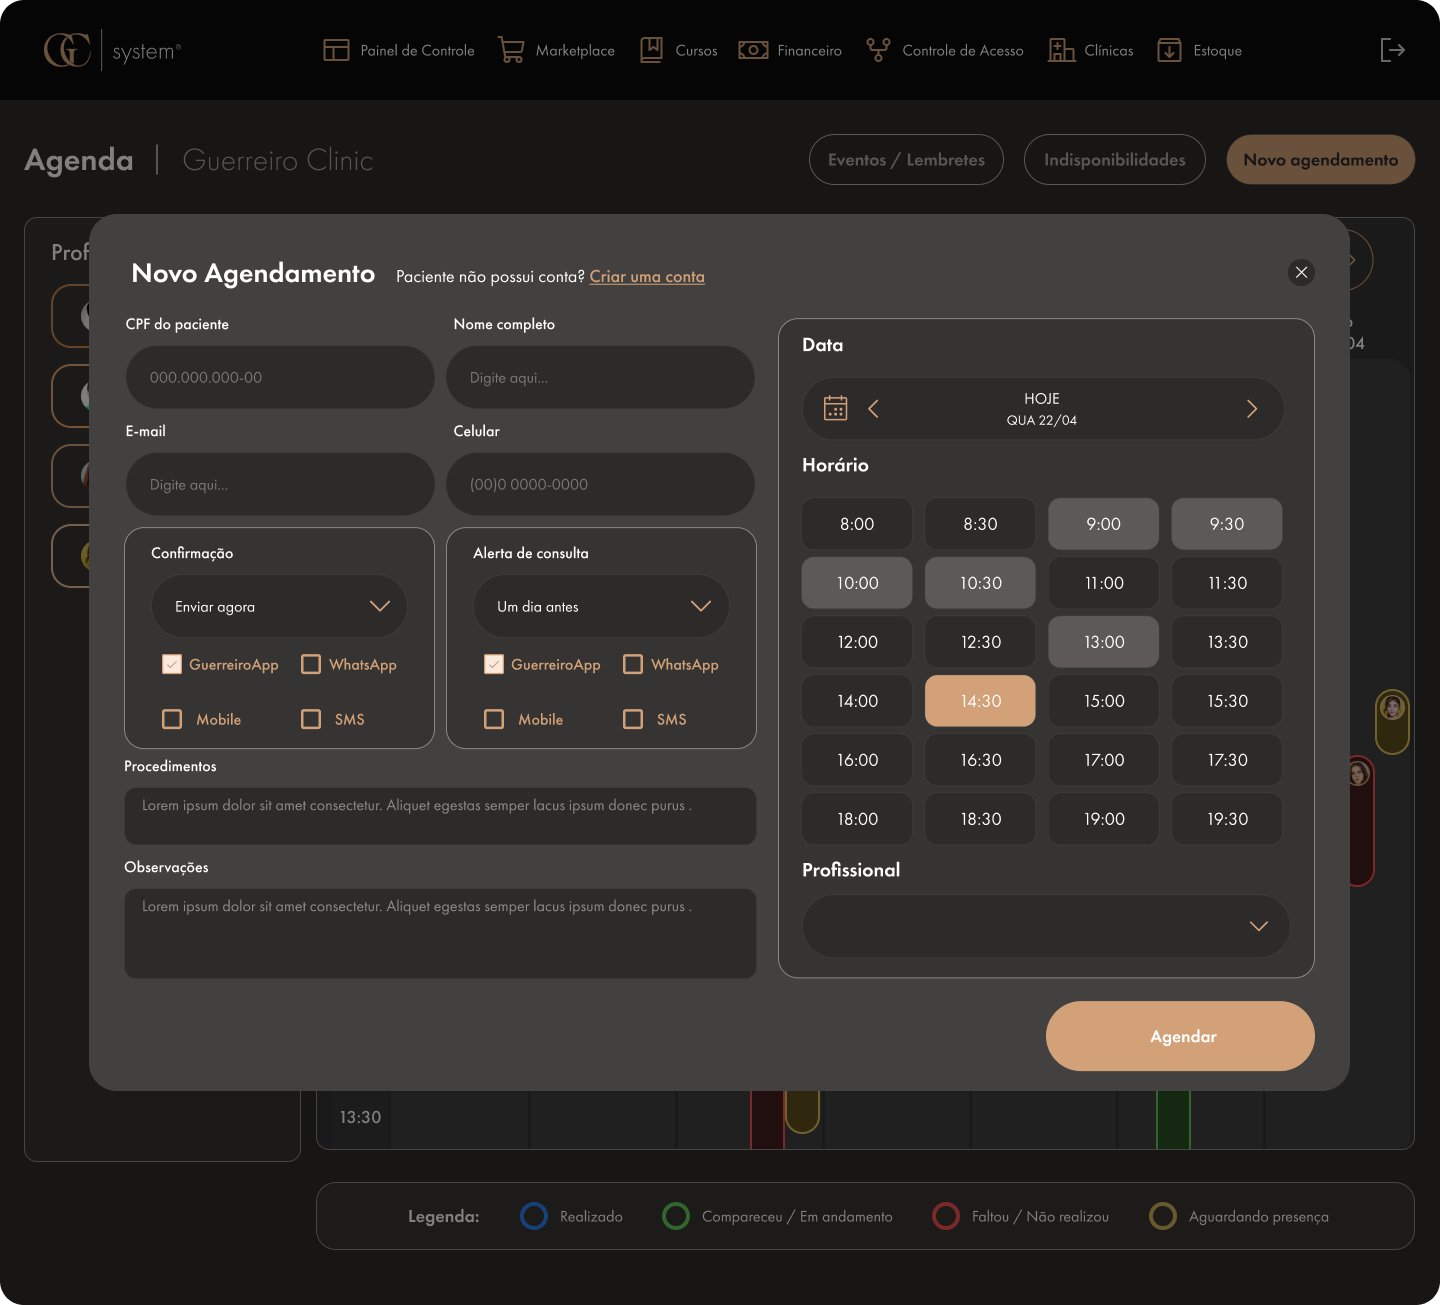 GC system®
Painel de Controle
Marketplace
Cursos
Financeiro
Controle de Acesso
Clínicas
Estoque
Agenda
Guerreiro Clinic
Eventos / Lembretes
Indisponibilidades
Novo agendamento
Novo Agendamento
Paciente não possui conta? Criar uma conta
CPF do paciente
Nome completo
000.000.000-00
Digite aqui...
E-mail
Celular
Digite aqui...
(00)0 0000-0000
Confirmação
Enviar agora
GuerreiroApp
WhatsApp
Mobile
SMS
Alerta de consulta
Um dia antes
GuerreiroApp
WhatsApp
Mobile
SMS
Procedimentos
Lorem ipsum dolor sit amet consectetur. Aliquet egestas semper lacus ipsum donec purus .
Observações
Lorem ipsum dolor sit amet consectetur. Aliquet egestas semper lacus ipsum donec purus .
Data
HOJE
QUA 22/04
Horário
8:00 8:30 9:00 9:30
10:00 10:30 11:00 11:30
12:00 12:30 13:00 13:30
14:00 14:30 15:00 15:30
16:00 16:30 17:00 17:30
18:00 18:30 19:00 19:30
Profissional
Agendar
13:30
Legenda:
Realizado
Compareceu / Em andamento
Faltou / Não realizou
Aguardando presença